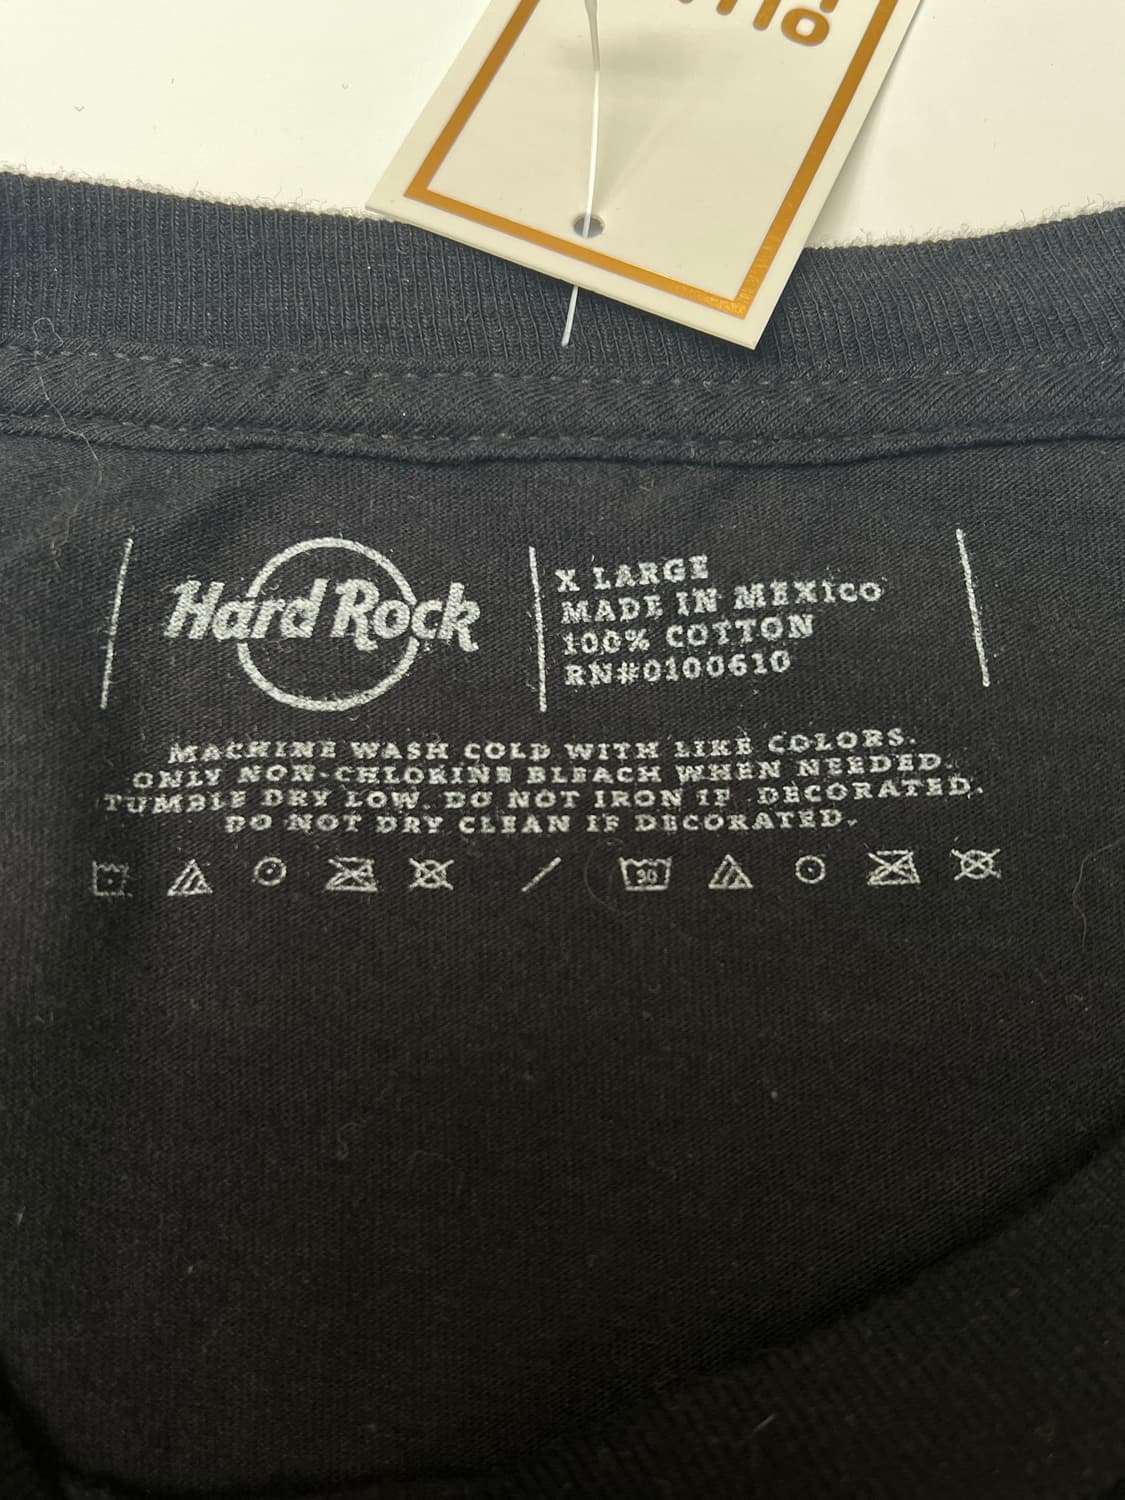 Hard Rock
X LARGE
MADE IN MEXICO
100% COTTON
RN#0100610
MACHINE WASH COLD WITH LIKE COLORS.
ONLY NON-CHLORINE BLEACH WHEN NEEDED.
TUMBLE DRY LOW. DO NOT IRON IF DECORATED.
DO NOT DRY CLEAN IF DECORATED.
30